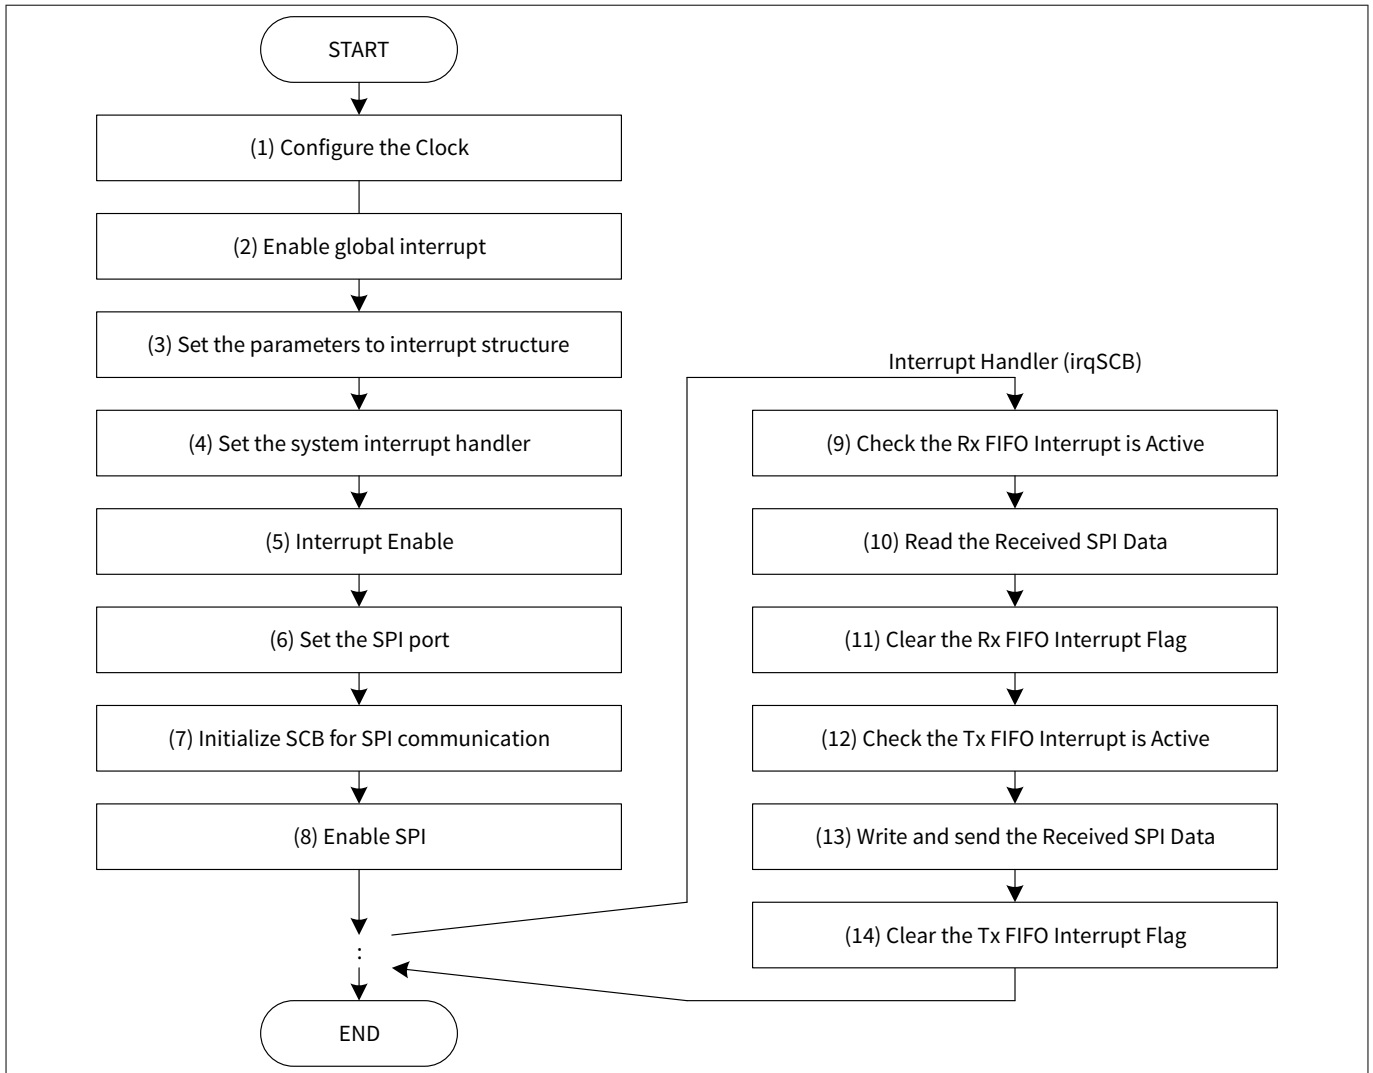 START
(1) Configure the Clock
(2) Enable global interrupt
(3) Set the parameters to interrupt structure
(4) Set the system interrupt handler
(5) Interrupt Enable
(6) Set the SPI port
(7) Initialize SCB for SPI communication
(8) Enable SPI
:
END
Interrupt Handler (irqSCB)
(9) Check the Rx FIFO Interrupt is Active
(10) Read the Received SPI Data
(11) Clear the Rx FIFO Interrupt Flag
(12) Check the Tx FIFO Interrupt is Active
(13) Write and send the Received SPI Data
(14) Clear the Tx FIFO Interrupt Flag